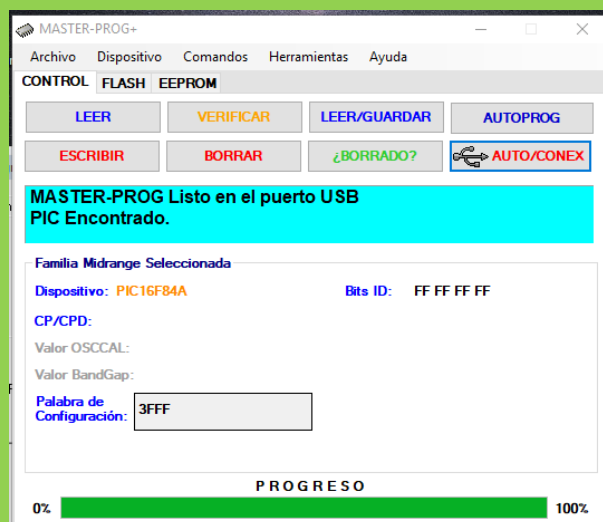 MASTER-PROG+
Archivo Dispositivo Comandos Herramientas Ayuda
CONTROL FLASH EEPROM
LEER VERIFICAR LEER/GUARDAR AUTOPROG
ESCRIBIR BORRAR ¿BORRADO? AUTO/CONEX
MASTER-PROG Listo en el puerto USB
PIC Encontrado.
Familia Midrange Seleccionada
Dispositivo: PIC16F84A Bits ID: FF FF FF FF
CP/CPD:
Valor OSCCAL:
Valor BandGap:
Palabra de
Configuración: 3FFF
PROGRESO
0% 100%